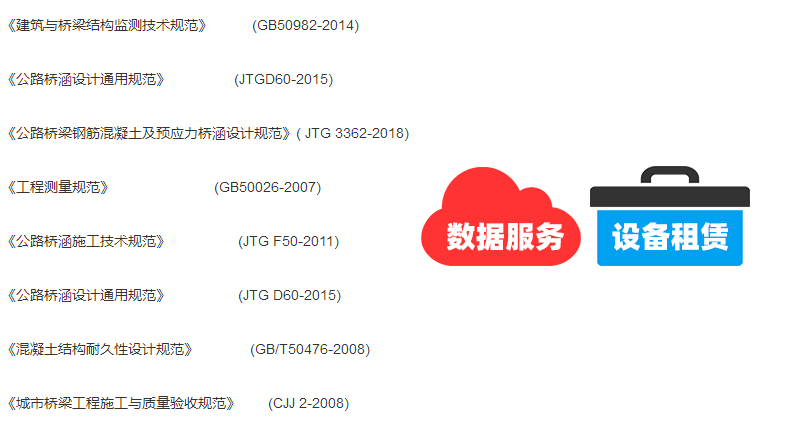 《建筑与桥梁结构监测技术规范》 (GB50982-2014)
《公路桥涵设计通用规范》 (JTGD60-2015)
《公路桥梁钢筋混凝土及预应力桥涵设计规范》( JTG 3362-2018)
《工程测量规范》 (GB50026-2007)
《公路桥涵施工技术规范》 (JTG F50-2011)
《公路桥涵设计通用规范》 (JTG D60-2015)
《混凝土结构耐久性设计规范》 (GB/T50476-2008)
《城市桥梁工程施工与质量验收规范》 (CJJ 2-2008)
数据服务
设备租赁